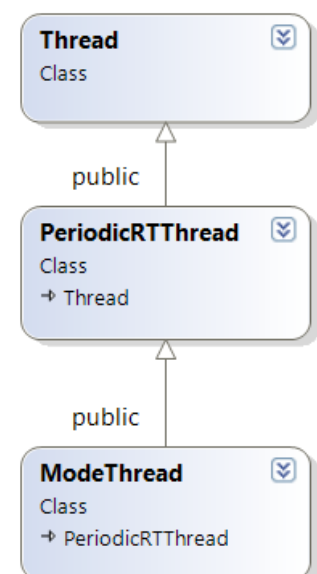 Thread
Class
public
PeriodicRTThread
Class
Thread
public
ModeThread
Class
PeriodicRTThread